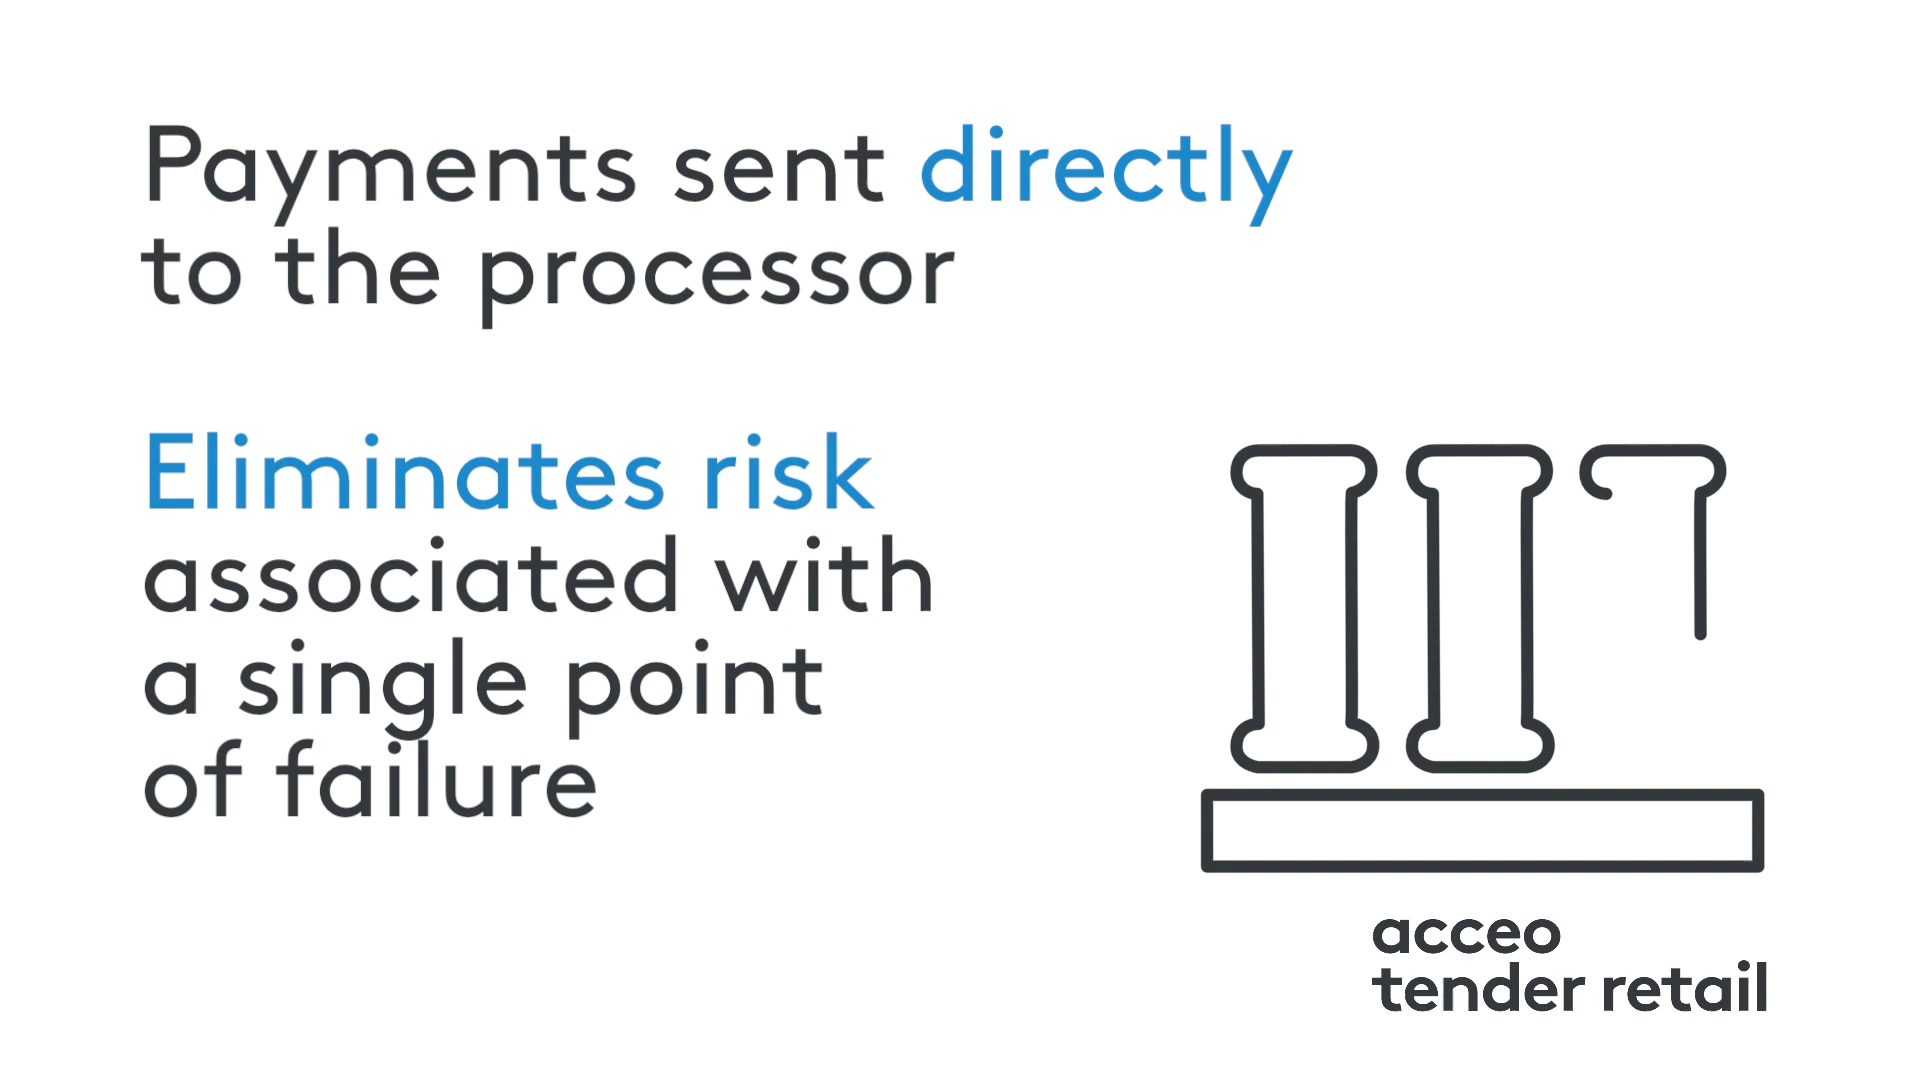 Payments sent directly
to the processor
Eliminates risk
associated with
a single point
of failure
acceo
tender retail